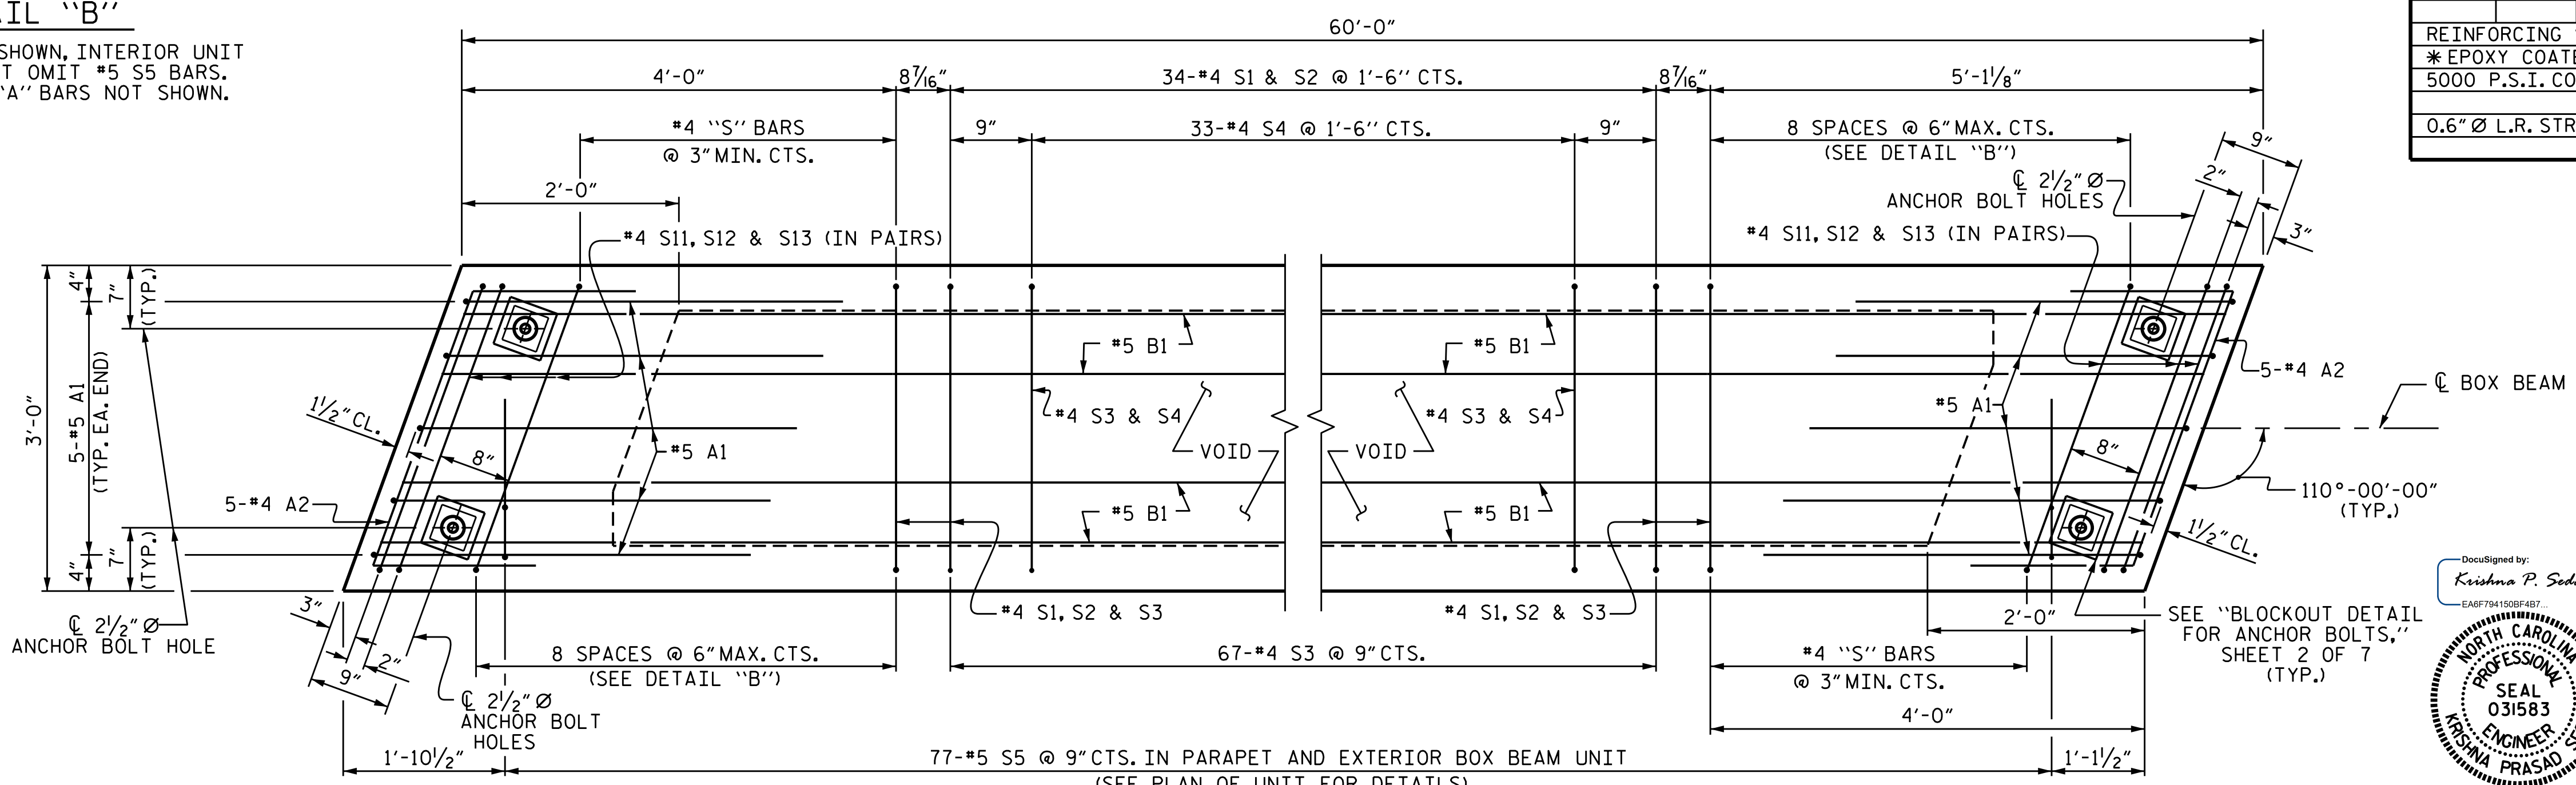 AIL "B"
SHOWN, INTERIOR UNIT
T OMIT #5 S5 BARS.
"A" BARS NOT SHOWN.
REINFORCING
* EPOXY COATE
5000 P.S.I. CO
0.6"Ø L.R. STR
60'-0"
4'-0"
8 7/16"
34-#4 S1 & S2 @ 1'-6" CTS.
8 7/16"
5'-1 1/8"
#4 "S" BARS
@ 3" MIN. CTS.
9"
33-#4 S4 @ 1'-6" CTS.
9"
8 SPACES @ 6" MAX. CTS.
(SEE DETAIL "B")
9"
2'-0"
2"
℄ 2 1/2" Ø
ANCHOR BOLT HOLES
3"
#4 S11, S12 & S13 (IN PAIRS)
#4 S11, S12 & S13 (IN PAIRS)
3'-0"
4"
7"
(TYP.)
5-#5 A1
(TYP. EA. END)
7"
(TYP.)
4"
#5 B1
#5 B1
5-#4 A2
℄ BOX BEAM
1 1/2" CL.
#4 S3 & S4
#4 S3 & S4
#5 A1
8"
#5 A1
VOID
VOID
8"
110°-00'-00"
(TYP.)
5-#4 A2
#5 B1
#5 B1
1 1/2" CL.
℄ 2 1/2" Ø
ANCHOR BOLT HOLE
3"
2"
9"
#4 S1, S2 & S3
#4 S1, S2 & S3
2'-0"
SEE "BLOCKOUT DETAIL
FOR ANCHOR BOLTS,"
SHEET 2 OF 7
(TYP.)
8 SPACES @ 6" MAX. CTS.
(SEE DETAIL "B")
67-#4 S3 @ 9" CTS.
#4 "S" BARS
@ 3" MIN. CTS.
℄ 2 1/2" Ø
ANCHOR BOLT
HOLES
4'-0"
1'-10 1/2"
77-#5 S5 @ 9" CTS. IN PARAPET AND EXTERIOR BOX BEAM UNIT
(SEE PLAN OF UNIT FOR DETAILS)
1'-1 1/2"
DocuSigned by:
Krishna P. Sed
EA6F794150BF4B7...
NORTH CAROLINA
PROFESSIONAL
SEAL
031583
ENGINEER
KRISHNA PRASAD SE